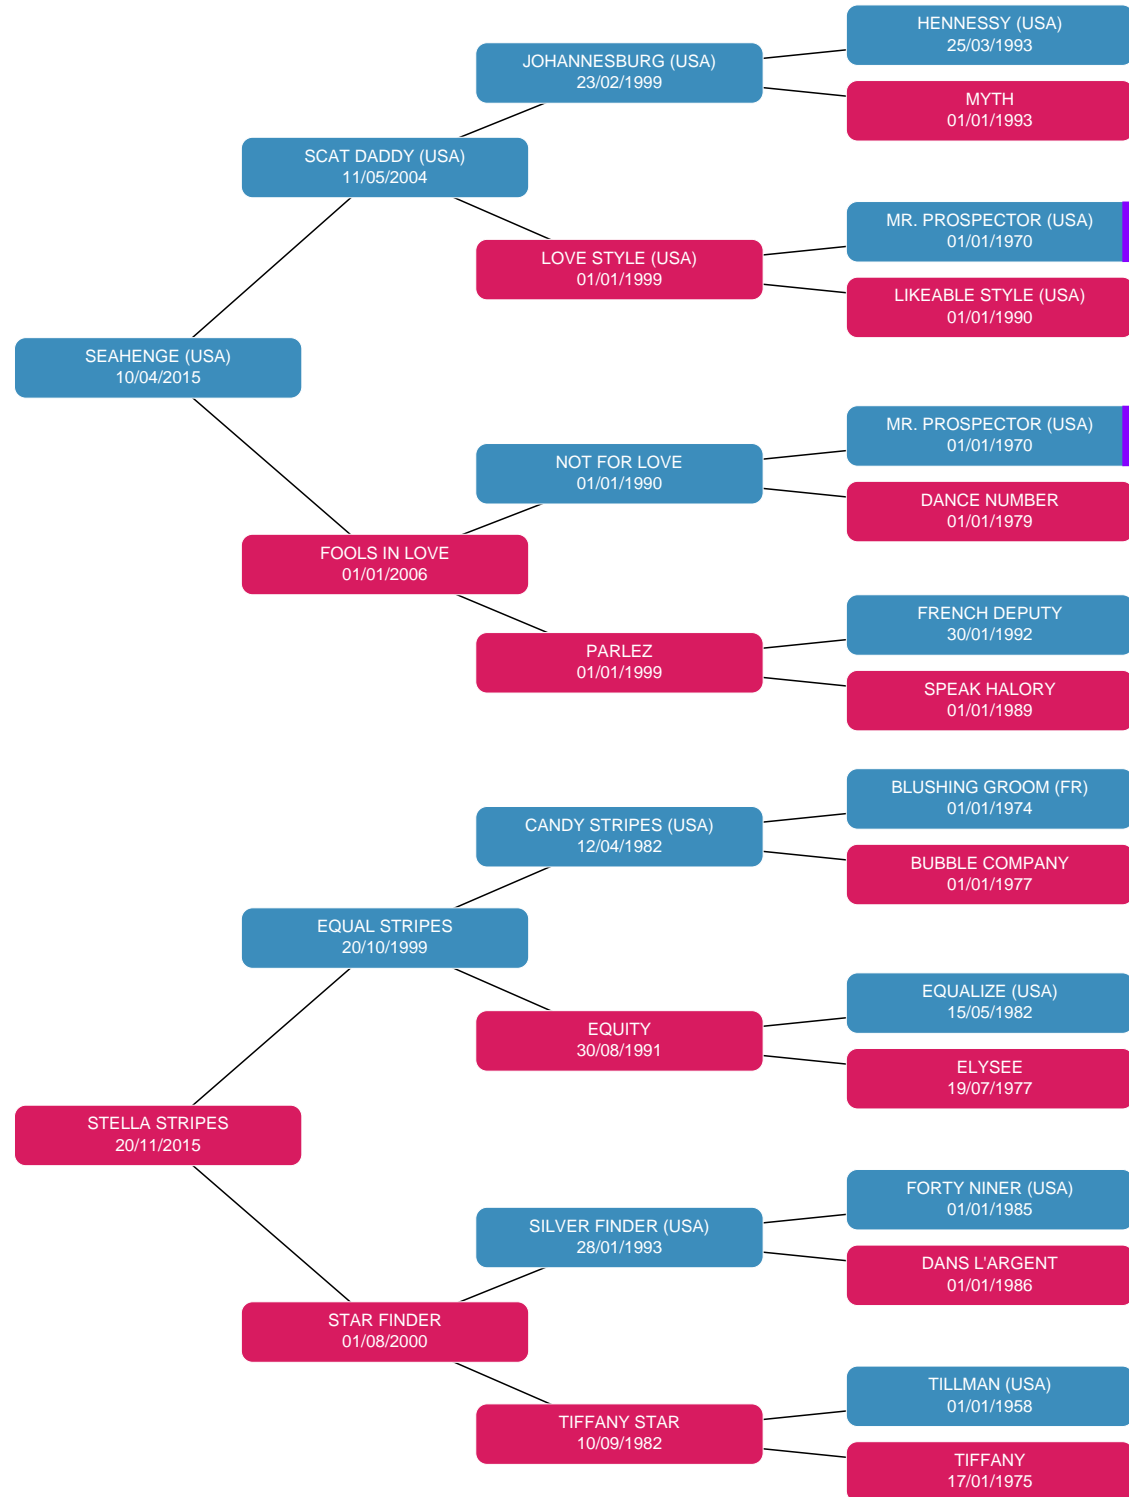 HENNESSY (USA)
25/03/1993
JOHANNESBURG (USA)
23/02/1999
MYTH
01/01/1993
SCAT DADDY (USA)
11/05/2004
MR. PROSPECTOR (USA)
01/01/1970
LOVE STYLE (USA)
01/01/1999
LIKEABLE STYLE (USA)
01/01/1990
SEAHENGE (USA)
10/04/2015
MR. PROSPECTOR (USA)
01/01/1970
NOT FOR LOVE
01/01/1990
DANCE NUMBER
01/01/1979
FOOLS IN LOVE
01/01/2006
FRENCH DEPUTY
30/01/1992
PARLEZ
01/01/1999
SPEAK HALORY
01/01/1989
BLUSHING GROOM (FR)
01/01/1974
CANDY STRIPES (USA)
12/04/1982
BUBBLE COMPANY
01/01/1977
EQUAL STRIPES
20/10/1999
EQUALIZE (USA)
15/05/1982
EQUITY
30/08/1991
ELYSEE
19/07/1977
STELLA STRIPES
20/11/2015
FORTY NINER (USA)
01/01/1985
SILVER FINDER (USA)
28/01/1993
DANS L'ARGENT
01/01/1986
STAR FINDER
01/08/2000
TILLMAN (USA)
01/01/1958
TIFFANY STAR
10/09/1982
TIFFANY
17/01/1975